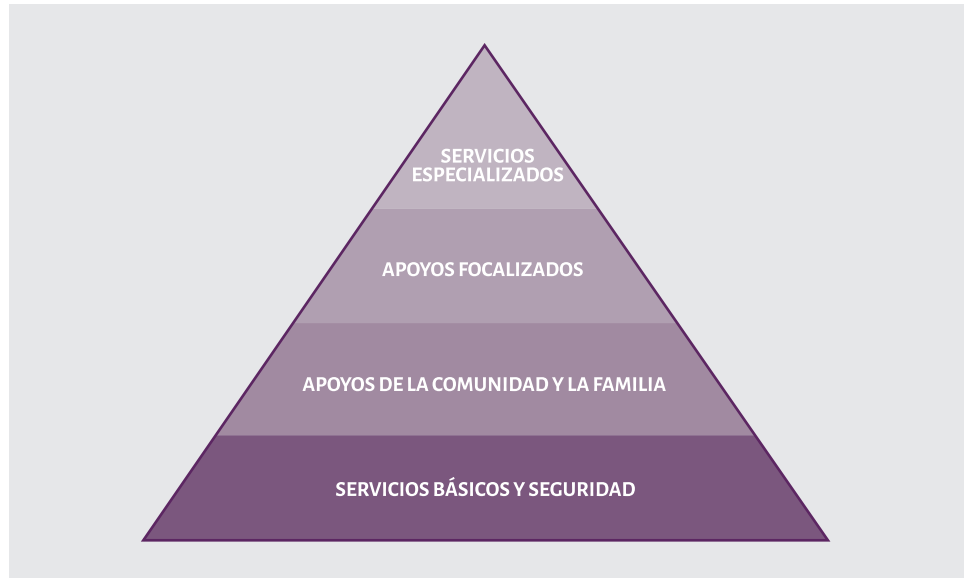 SERVICIOS
ESPECIALIZADOS
APOYOS FOCALIZADOS
APOYOS DE LA COMUNIDAD Y LA FAMILIA
SERVICIOS BÁSICOS Y SEGURIDAD